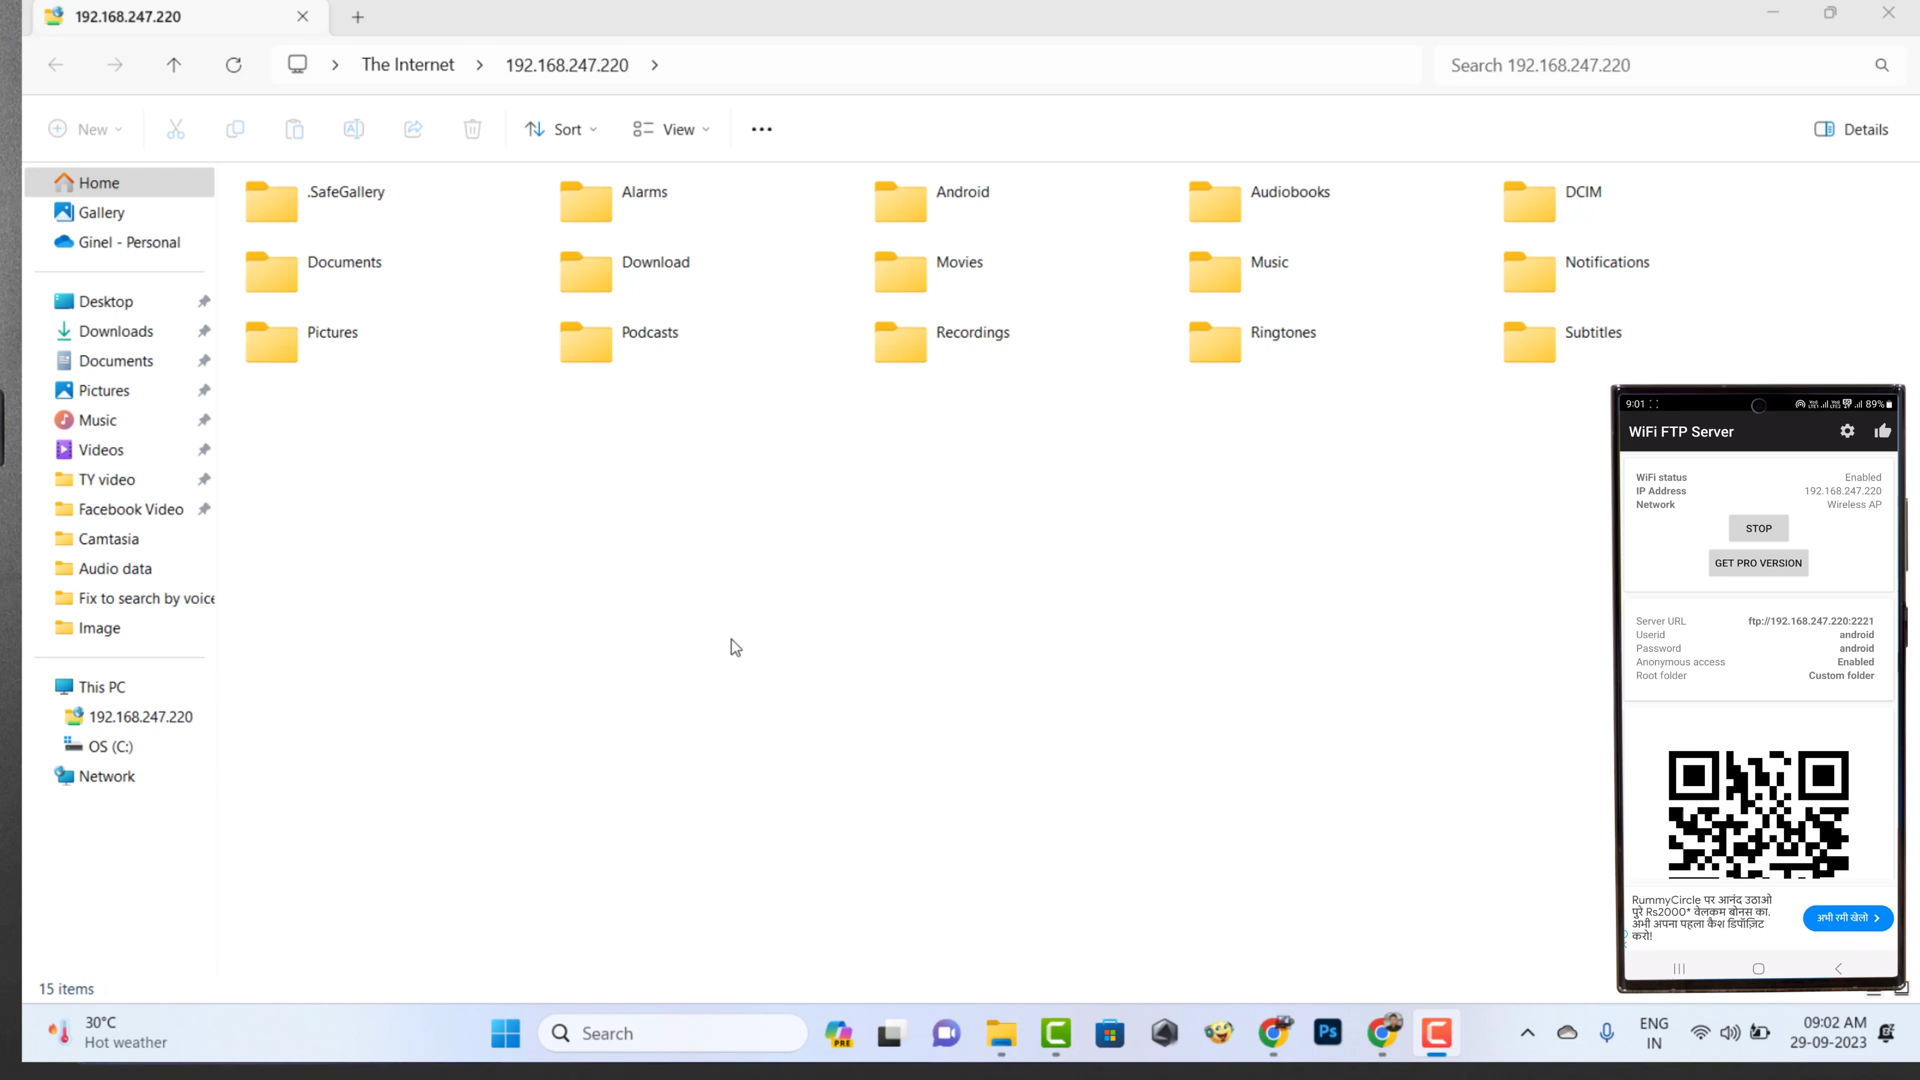 192.168.247.220
The Internet
192.168.247.220
Search 192.168.247.220
New
Sort
View
Details
Home
Gallery
Ginel - Personal
Desktop
Downloads
Documents
Pictures
Music
Videos
TY video
Facebook Video
Camtasia
Audio data
Fix to search by voice
Image
This PC
192.168.247.220
OS (C:)
Network
.SafeGallery
Alarms
Android
Audiobooks
DCIM
Documents
Download
Movies
Music
Notifications
Pictures
Podcasts
Recordings
Ringtones
Subtitles
9:01
89%
WiFi FTP Server
WiFi status Enabled
IP Address 192.168.247.220
Network Wireless AP
STOP
GET PRO VERSION
Server URL ftp://192.168.247.220:2221
Userid android
Password android
Anonymous access Enabled
Root folder Custom folder
RummyCircle पर आनंद उठाओ
पुरे Rs2000* वेलकम बोनस का.
अभी अपना पहला कैश डिपॉज़िट
करो!
अभी रमी खेलो
15 items
30°C
Hot weather
Search
PRE
Ps
ENG
IN
09:02 AM
29-09-2023